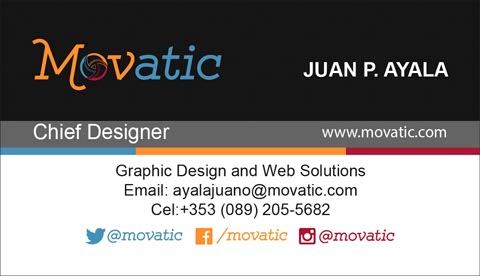 Movatic
JUAN P. AYALA
Chief Designer
www.movatic.com
Graphic Design and Web Solutions
Email: ayalajuano@movatic.com
Cel:+353 (089) 205-5682
@movatic /movatic @movatic